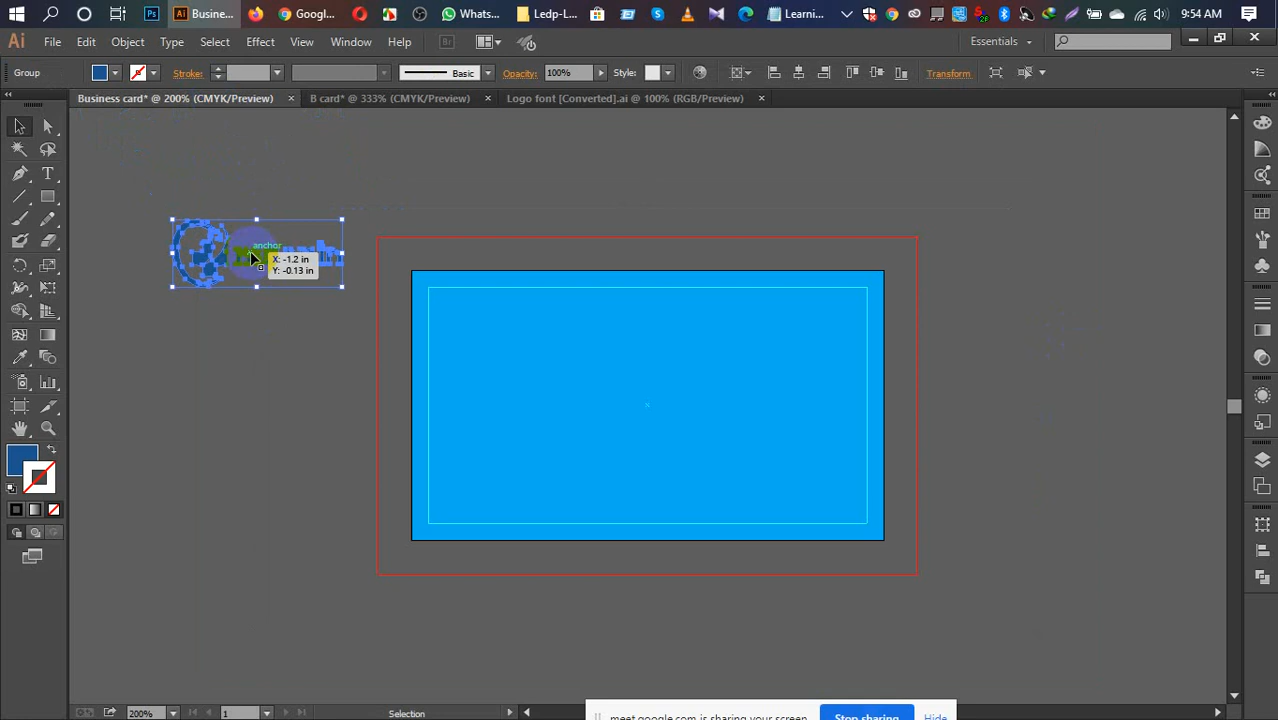 Ps
Ai Busine...
Googl...
Whats...
Ledp-L...
Learni...
9:54 AM
Ai File Edit Object Type Select Effect View Window Help
Br
Essentials
Group
Stroke:
Basic
Opacity: 100%
Style:
Transform
Business card* @ 200% (CMYK/Preview) ×
B card* @ 333% (CMYK/Preview) ×
Logo font [Converted].ai @ 100% (RGB/Preview) ×
T
anchor
X: -1.2 in
Y: -0.13 in
200%
1
Selection
meet.google.com is sharing your screen.
Stop sharing
Hide